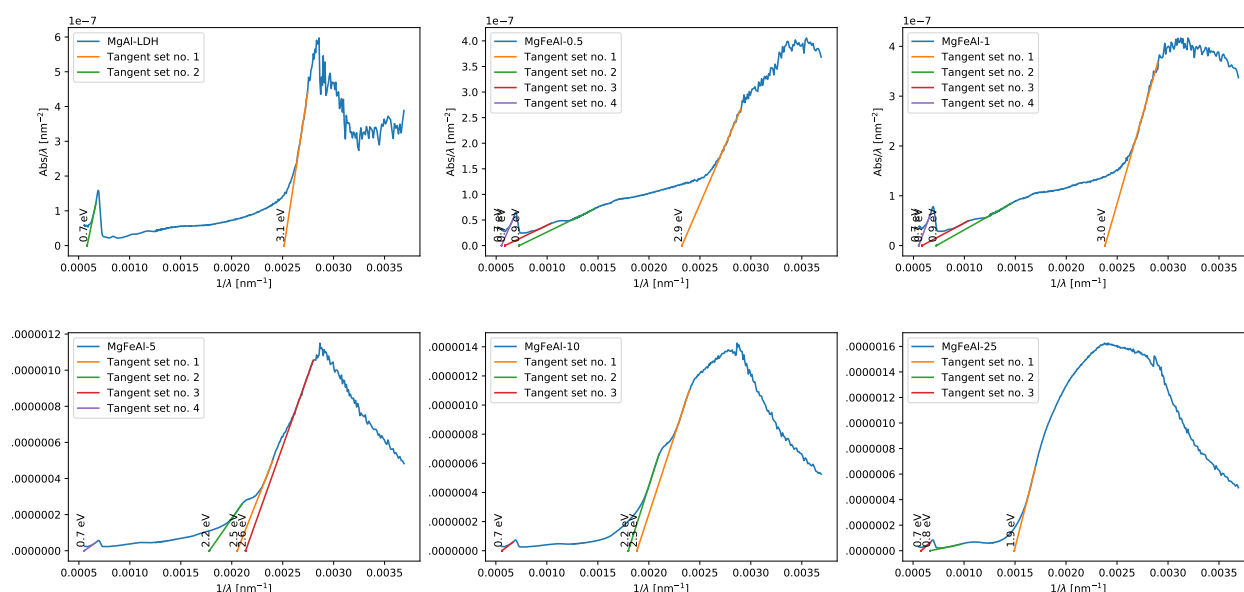 1e−7
MgAl-LDH
Tangent set no. 1
Tangent set no. 2
Abs/λ [nm⁻²]
6
5
4
3
2
1
0
0.7 eV
3.1 eV
0.0005 0.0010 0.0015 0.0020 0.0025 0.0030 0.0035
1/λ [nm⁻¹]
1e−7
MgFeAl-0.5
Tangent set no. 1
Tangent set no. 2
Tangent set no. 3
Tangent set no. 4
Abs/λ [nm⁻²]
4.0
3.5
3.0
2.5
2.0
1.5
1.0
0.5
0.0
0.9 eV
2.9 eV
0.0005 0.0010 0.0015 0.0020 0.0025 0.0030 0.0035
1/λ [nm⁻¹]
1e−7
MgFeAl-1
Tangent set no. 1
Tangent set no. 2
Tangent set no. 3
Tangent set no. 4
Abs/λ [nm⁻²]
4
3
2
1
0
0.9 eV
3.0 eV
0.0005 0.0010 0.0015 0.0020 0.0025 0.0030 0.0035
1/λ [nm⁻¹]
MgFeAl-5
Tangent set no. 1
Tangent set no. 2
Tangent set no. 3
Tangent set no. 4
.0000012
.0000010
.0000008
.0000006
.0000004
.0000002
.0000000
0.7 eV
2.2 eV
2.5 eV
2.6 eV
0.0005 0.0010 0.0015 0.0020 0.0025 0.0030 0.0035
1/λ [nm⁻¹]
MgFeAl-10
Tangent set no. 1
Tangent set no. 2
Tangent set no. 3
.0000014
.0000012
.0000010
.0000008
.0000006
.0000004
.0000002
.0000000
0.7 eV
2.2 eV
2.3 eV
0.0005 0.0010 0.0015 0.0020 0.0025 0.0030 0.0035
1/λ [nm⁻¹]
MgFeAl-25
Tangent set no. 1
Tangent set no. 2
Tangent set no. 3
.0000016
.0000014
.0000012
.0000010
.0000008
.0000006
.0000004
.0000002
.0000000
0.7 eV
0.8 eV
1.9 eV
0.0005 0.0010 0.0015 0.0020 0.0025 0.0030 0.0035
1/λ [nm⁻¹]